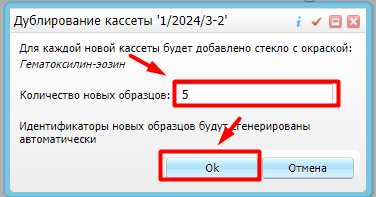 Дублирование кассеты '1/2024/3-2'
Для каждой новой кассеты будет добавлено стекло с окраской:
Гематоксилин-эозин
Количество новых образцов: 5
Идентификаторы новых образцов будут сгенерированы
автоматически
Ok Отмена